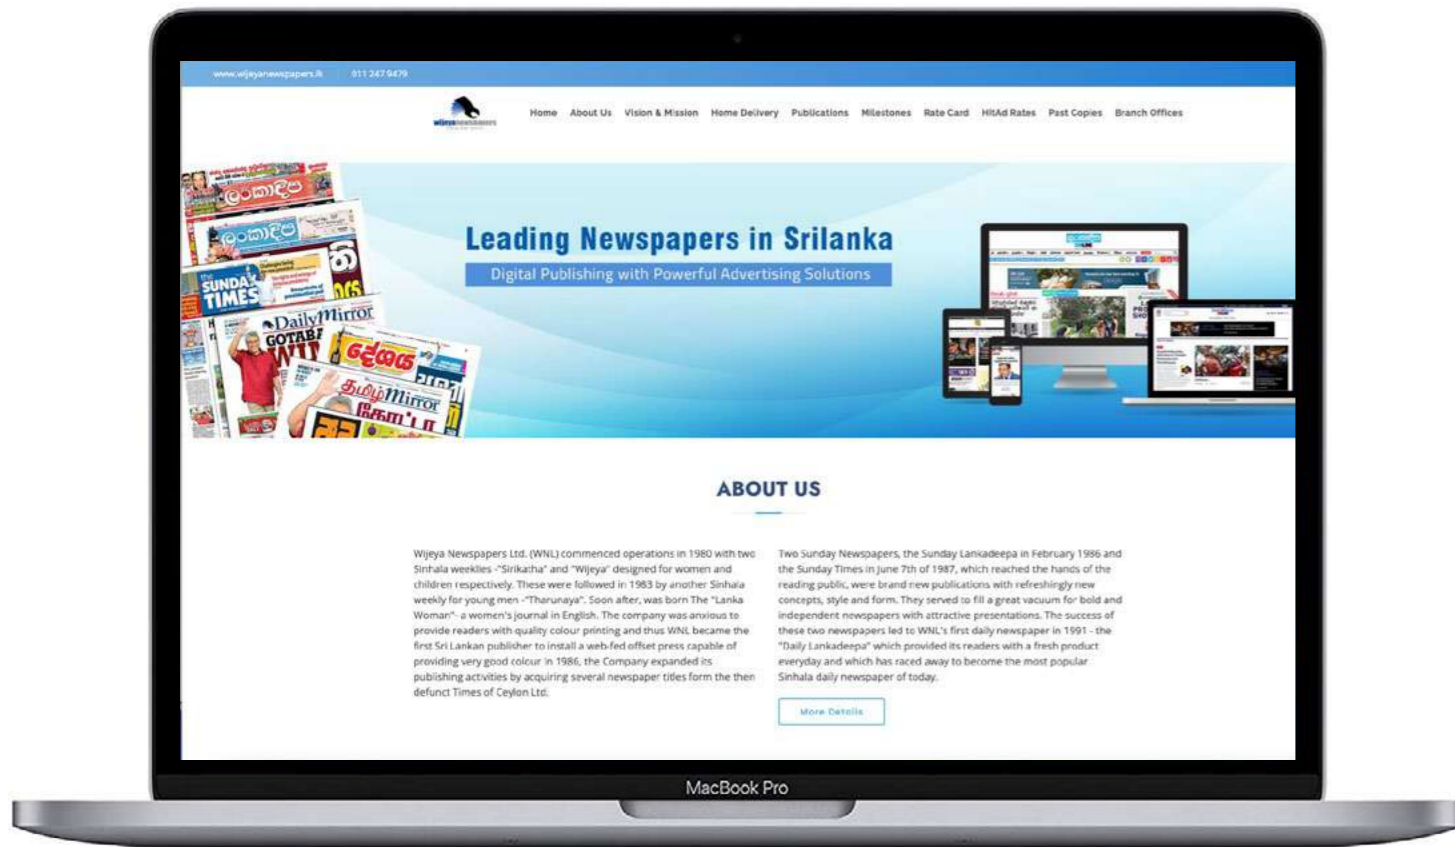 www.wijeyanewspapers.lk 011 247 9479
wijeyanewspapers
Home About Us Vision & Mission Home Delivery Publications Milestones Rate Card HitAd Rates Past Copies Branch Offices
ලංකාදීප
ලංකාදීප
the
SUNDAY
TIMES
Daily Mirror
GOTABA
WIN
දේශය
தமிழ் mirror
கோட்டா
Leading Newspapers in Srilanka
Digital Publishing with Powerful Advertising Solutions
ABOUT US
Wijeya Newspapers Ltd. (WNL) commenced operations in 1980 with two
Sinhala weeklies -"Sirikatha" and "Wijeya" designed for women and
children respectively. These were followed in 1983 by another Sinhala
weekly for young men -"Tharunaya". Soon after, was born The "Lanka
Woman"- a women's journal in English. The company was anxious to
provide readers with quality colour printing and thus WNL became the
first Sri Lankan publisher to install a web-fed offset press capable of
providing very good colour in 1986, the Company expanded its
publishing activities by acquiring several newspaper titles form the then
defunct Times of Ceylon Ltd.
Two Sunday Newspapers, the Sunday Lankadeepa in February 1986 and
the Sunday Times in June 7th of 1987, which reached the hands of the
reading public, were brand new publications with refreshingly new
concepts, style and form. They served to fill a great vacuum for bold and
independent newspapers with attractive presentations. The success of
these two newspapers led to WNL's first daily newspaper in 1991 - the
"Daily Lankadeepa" which provided its readers with a fresh product
everyday and which has raced away to become the most popular
Sinhala daily newspaper of today.
More Details
MacBook Pro